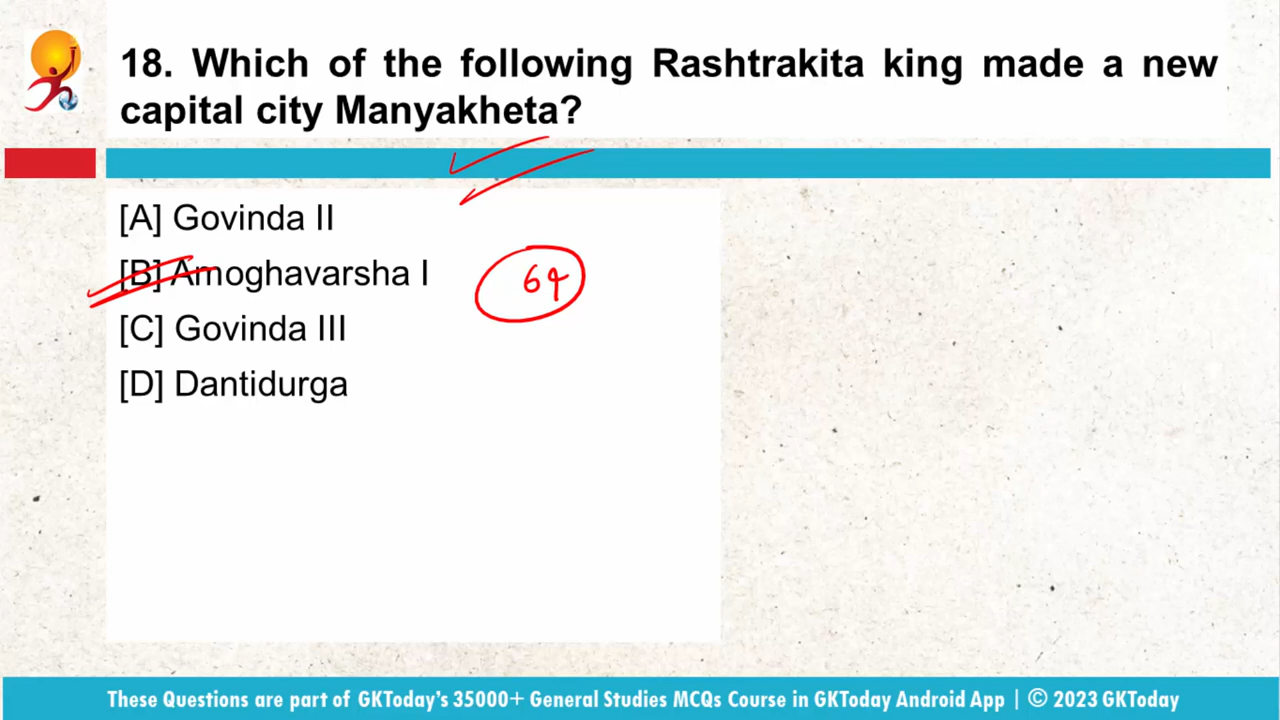 18. Which of the following Rashtrakita king made a new
capital city Manyakheta?
[A] Govinda II
[B] Amoghavarsha I
64
[C] Govinda III
[D] Dantidurga
These Questions are part of GKToday's 35000+ General Studies MCQs Course in GKToday Android App | © 2023 GKToday